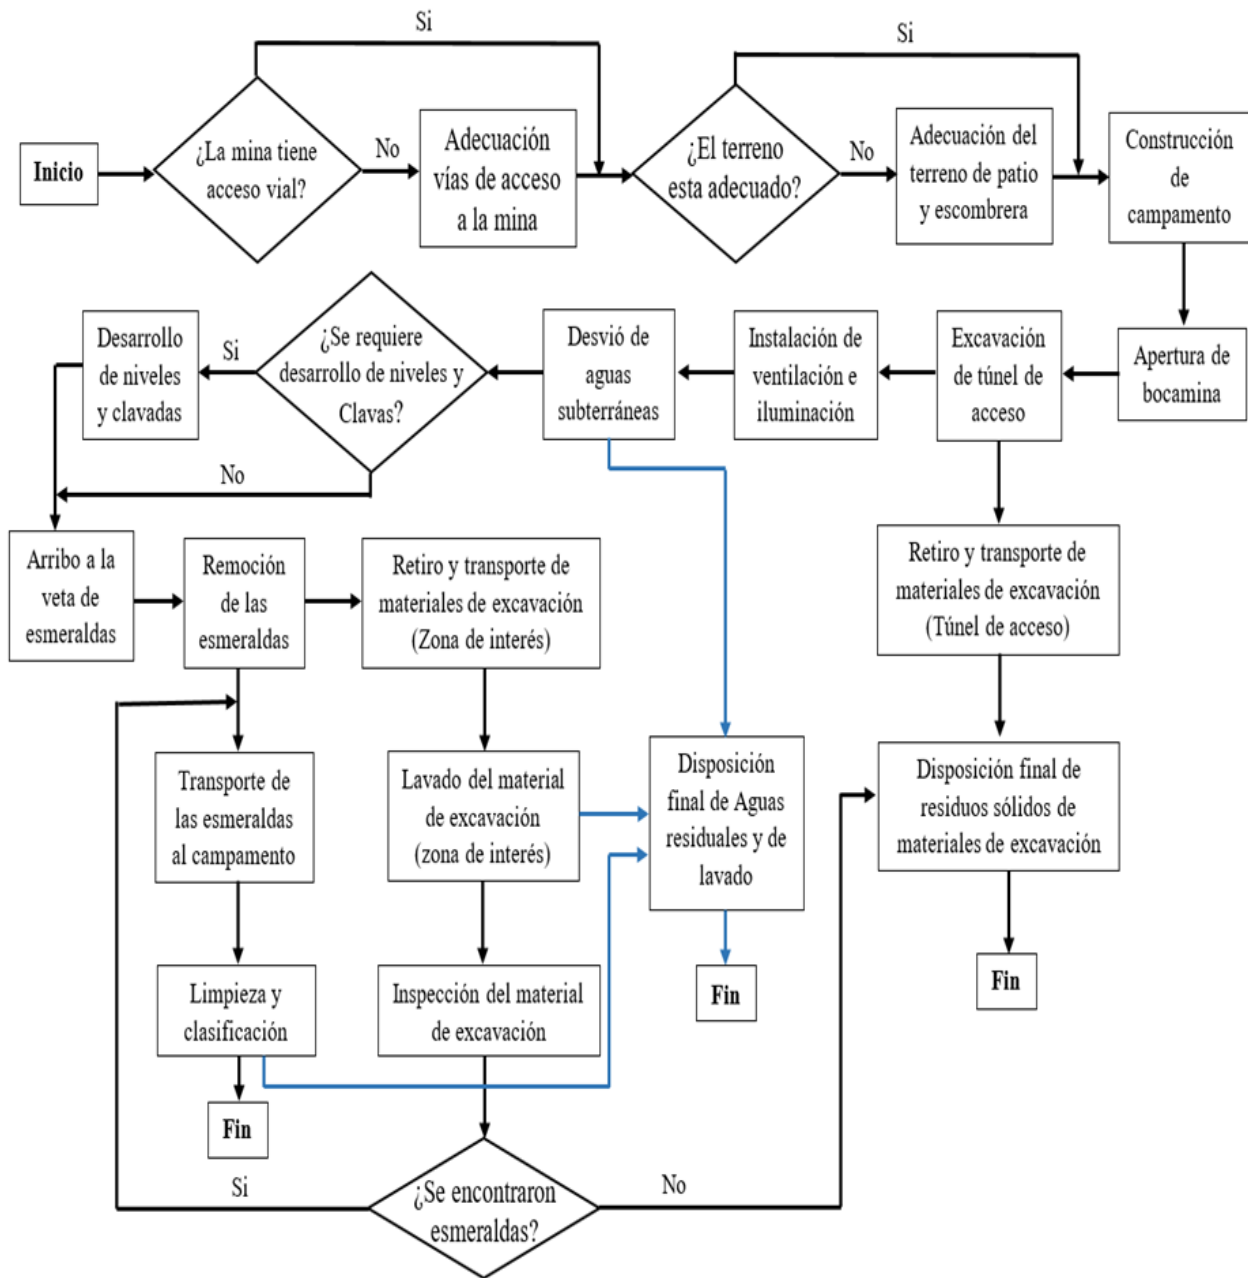 Si
Si
Inicio
¿La mina tiene
acceso vial?
No
Adecuación
vías de acceso
a la mina
¿El terreno
esta adecuado?
No
Adecuación del
terreno de patio
y escombrera
Construcción
de
campamento
Desarrollo
de niveles
y clavadas
Si
¿Se requiere
desarrollo de niveles y
Clavas?
No
Desvió de
aguas
subterráneas
Instalación de
ventilación e
iluminación
Excavación
de túnel de
acceso
Apertura de
bocamina
Arribo a la
veta de
esmeraldas
Remoción
de las
esmeraldas
Retiro y transporte de
materiales de excavación
(Zona de interés)
Retiro y transporte de
materiales de excavación
(Túnel de acceso)
Transporte de
las esmeraldas
al campamento
Lavado del material
de excavación
(zona de interés)
Disposición
final de Aguas
residuales y de
lavado
Disposición final de
residuos sólidos de
materiales de excavación
Limpieza y
clasificación
Inspección del material
de excavación
Fin
Fin
Fin
Si
¿Se encontraron
esmeraldas?
No